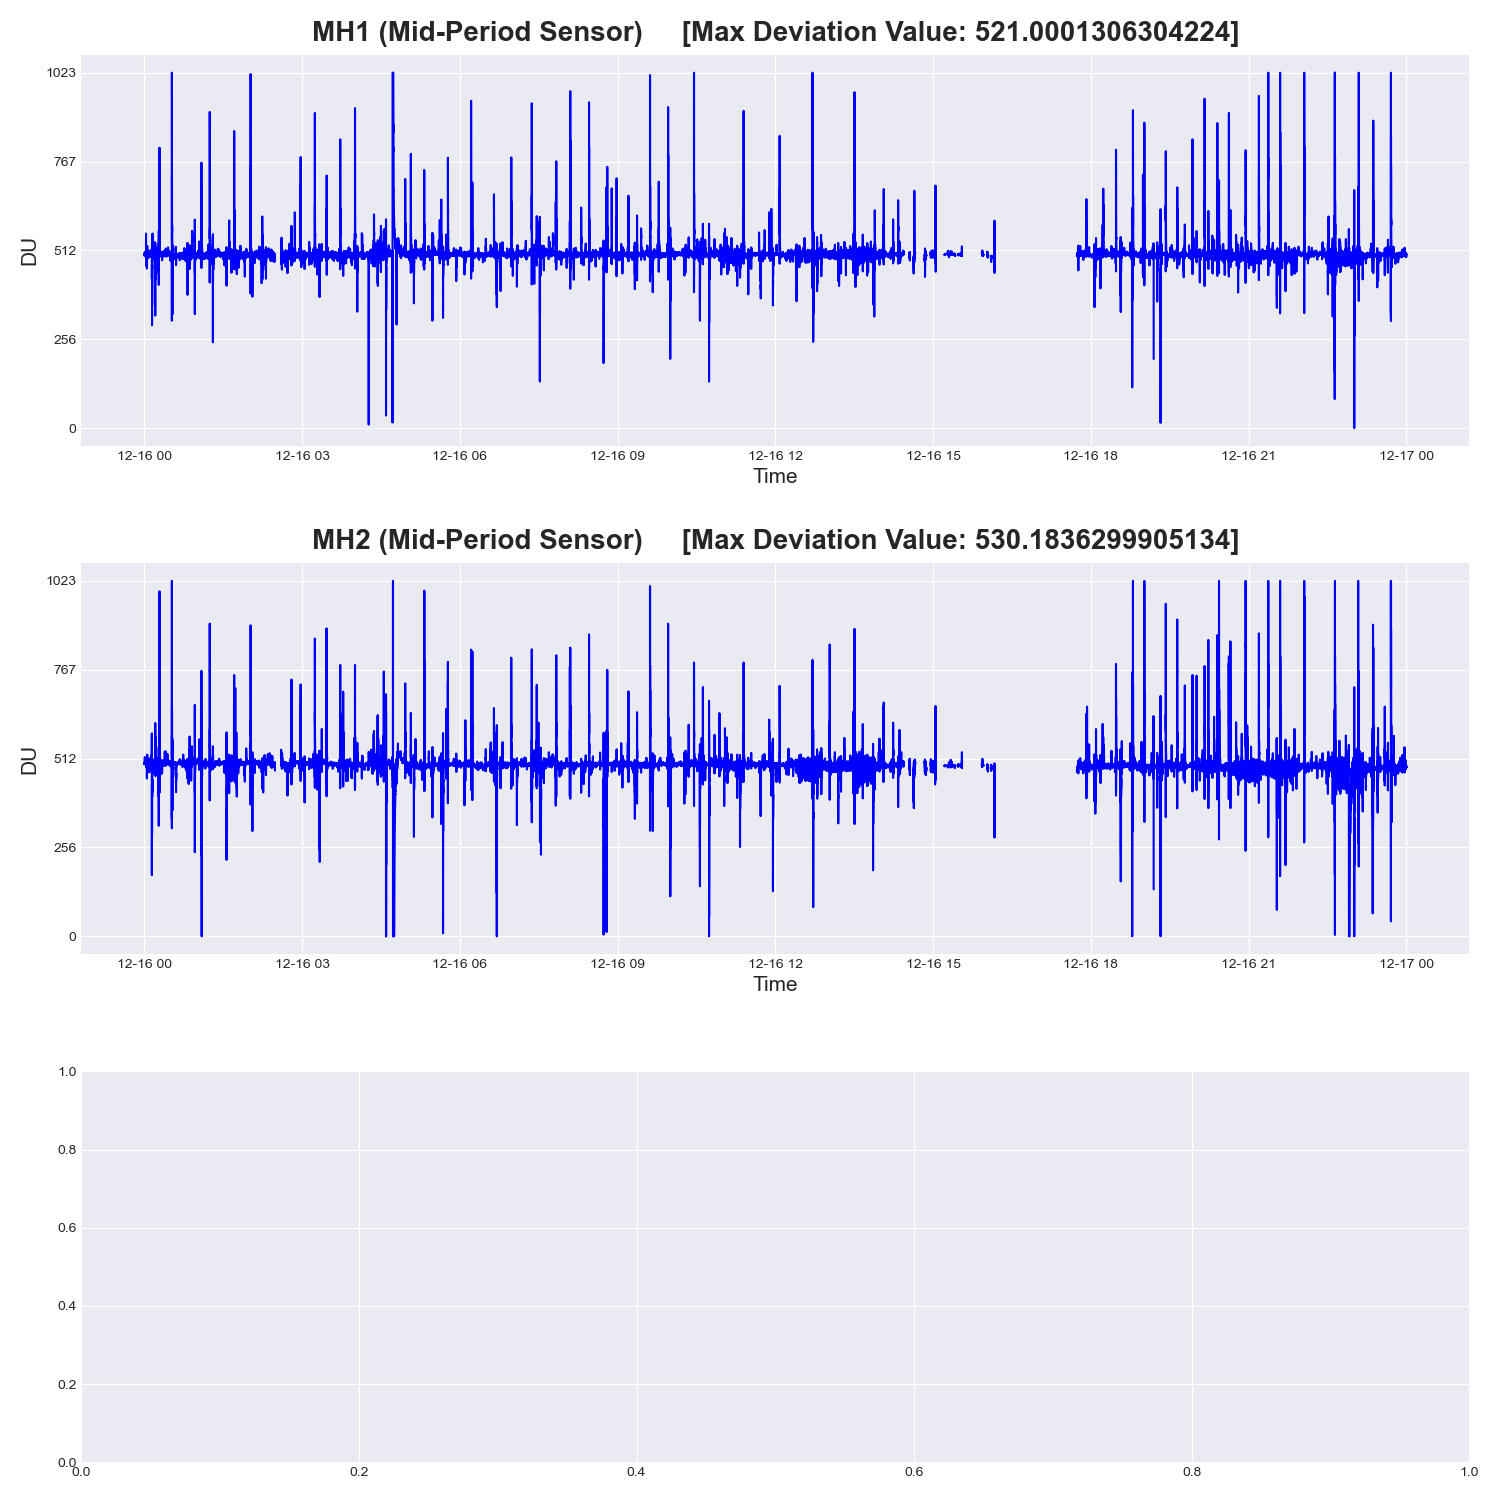 MH1 (Mid-Period Sensor) [Max Deviation Value: 521.0001306304224]
1023
767
512
256
0
DU
12-16 00 12-16 03 12-16 06 12-16 09 12-16 12 12-16 15 12-16 18 12-16 21 12-17 00
Time
MH2 (Mid-Period Sensor) [Max Deviation Value: 530.1836299905134]
1023
767
512
256
0
DU
12-16 00 12-16 03 12-16 06 12-16 09 12-16 12 12-16 15 12-16 18 12-16 21 12-17 00
Time
1.0
0.8
0.6
0.4
0.2
0.0
0.0 0.2 0.4 0.6 0.8 1.0